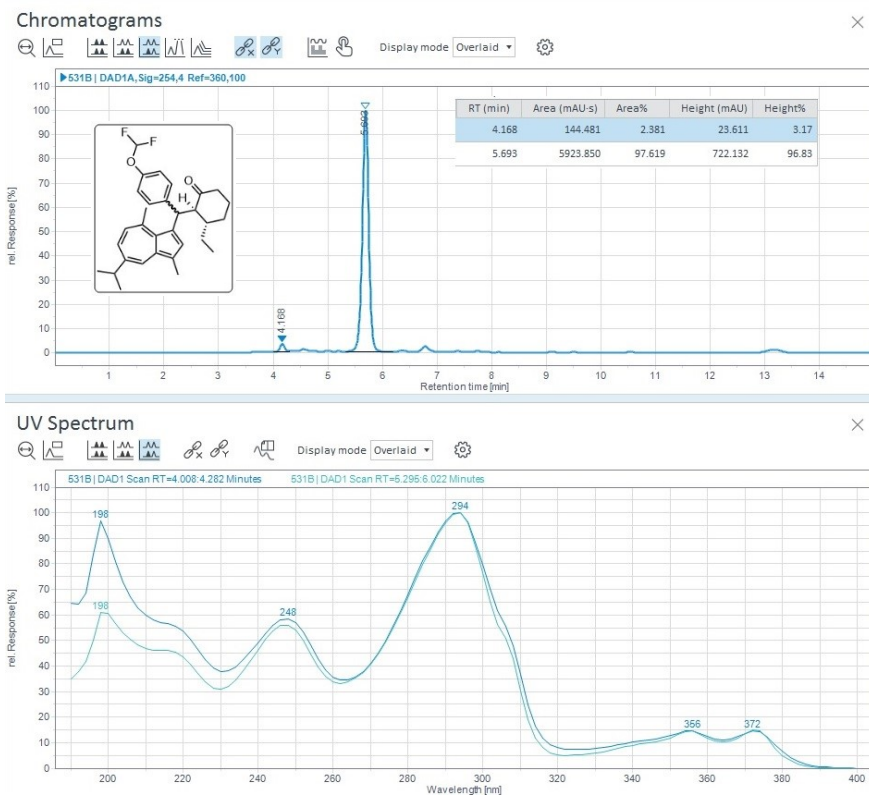 Chromatograms
Display mode Overlaid
531B | DAD1A,Sig=254,4 Ref=360,100
110
100
90
80
70
60
50
40
30
20
10
0
rel. Response[%]
4.168
5.693
RT (min) Area (mAU·s) Area% Height (mAU) Height%
4.168 144.481 2.381 23.611 3.17
5.693 5923.850 97.619 722.132 96.83
F
F
O
O
H
1 2 3 4 5 6 7 8 9 10 11 12 13 14
Retention time [min]
UV Spectrum
Display mode Overlaid
531B | DAD1 Scan RT=4.008:4.282 Minutes 531B | DAD1 Scan RT=5.295:6.022 Minutes
110
100
90
80
70
60
50
40
30
20
10
0
rel. Response[%]
198
198
248
294
356
372
200 220 240 260 280 300 320 340 360 380 400
Wavelength [nm]